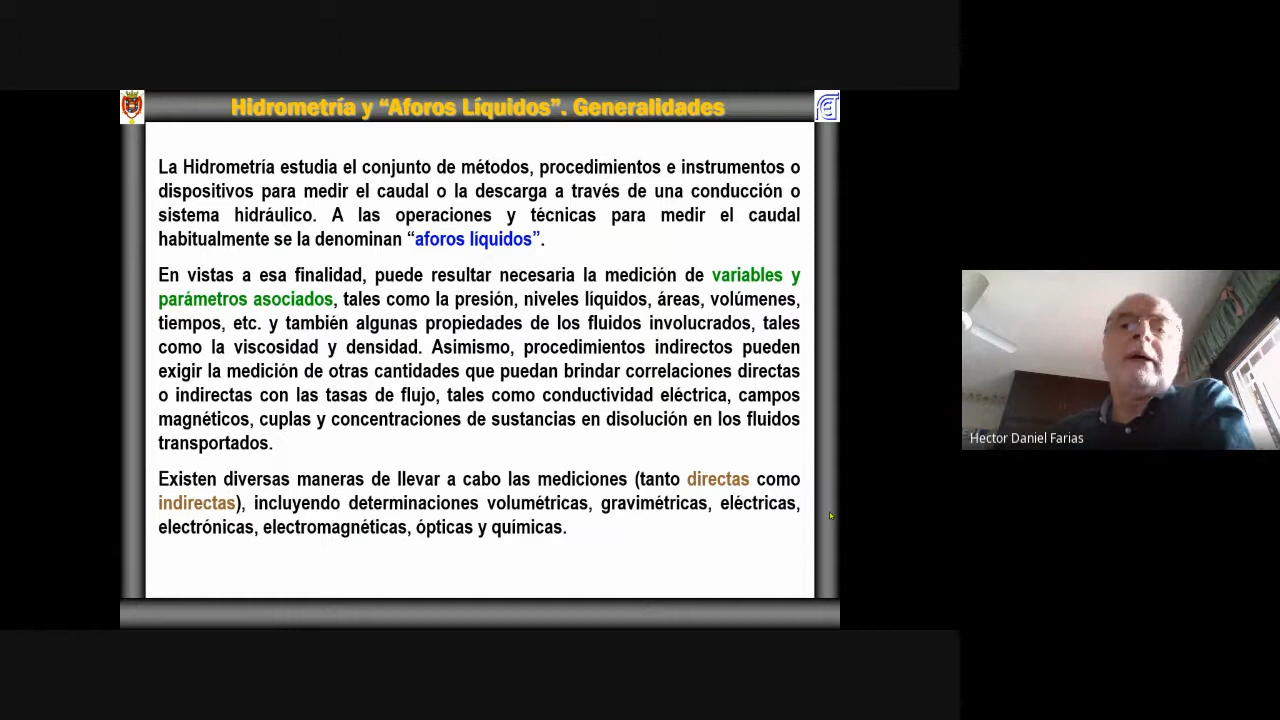 Hidrometría y “Aforos Líquidos”. Generalidades
La Hidrometría estudia el conjunto de métodos, procedimientos e instrumentos o
dispositivos para medir el caudal o la descarga a través de una conducción o
sistema hidráulico. A las operaciones y técnicas para medir el caudal
habitualmente se la denominan “aforos líquidos”.
En vistas a esa finalidad, puede resultar necesaria la medición de variables y
parámetros asociados, tales como la presión, niveles líquidos, áreas, volúmenes,
tiempos, etc. y también algunas propiedades de los fluidos involucrados, tales
como la viscosidad y densidad. Asimismo, procedimientos indirectos pueden
exigir la medición de otras cantidades que puedan brindar correlaciones directas
o indirectas con las tasas de flujo, tales como conductividad eléctrica, campos
magnéticos, cuplas y concentraciones de sustancias en disolución en los fluidos
transportados.
Existen diversas maneras de llevar a cabo las mediciones (tanto directas como
indirectas), incluyendo determinaciones volumétricas, gravimétricas, eléctricas,
electrónicas, electromagnéticas, ópticas y químicas.
Hector Daniel Farias